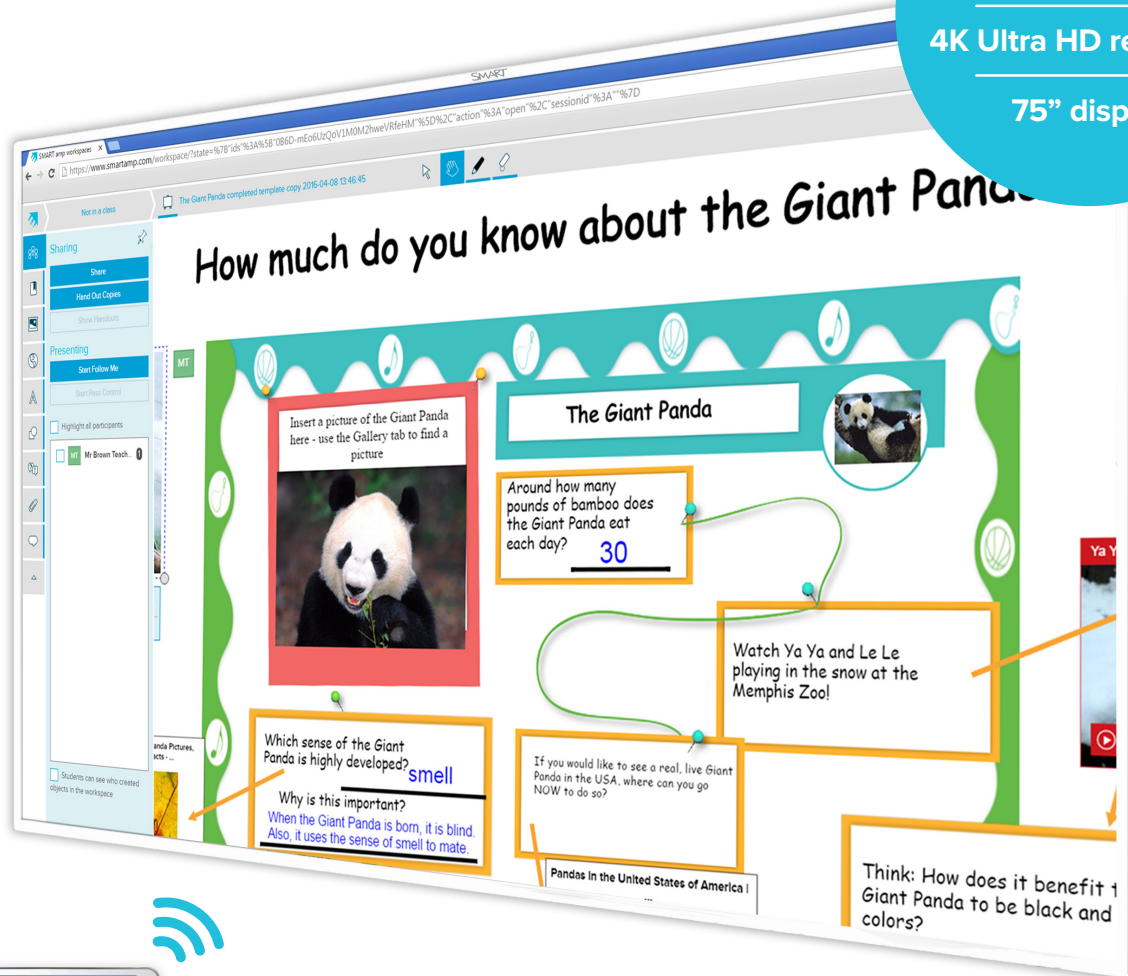 4K Ultra HD
75” 
SMART
SMART amp workspaces X
https://www.smartamp.com/workspace/?state=%7B"ids"%3A%5B"0B6D-mEo6UzQoV1M0M2hweVRfeHM"%5D%2C"action"%3A"open"%2C"sessionid"%3A""%7D
Not in a class
The Giant Panda completed template copy 2016-04-08 13:46:45
Sharing
Share
Hand Out Copies
Show Handouts
Presenting
Start Follow Me
Start Pass Control
Highlight all participants
MT Mr Brown Teach..
Students can see who created
objects in the workspace
MT
How much do you know about the Giant
Insert a picture of the Giant Panda
here - use the Gallery tab to find a
picture
The Giant Panda
Around how many
pounds of bamboo does
the Giant Panda eat
each day? 30
Watch Ya Ya and Le Le
playing in the snow at the
Memphis Zoo!
Ya
Which sense of the Giant
Panda is highly developed? smell
Why is this important?
When the Giant Panda is born, it is blind.
Also, it uses the sense of smell to mate.
Pictures,
If you would like to see a real, live Giant
Panda in the USA, where can you go
NOW to do so?
Pandas in the United States of America |
...
Think: How does it benefit
Giant Panda to be black and
colors?